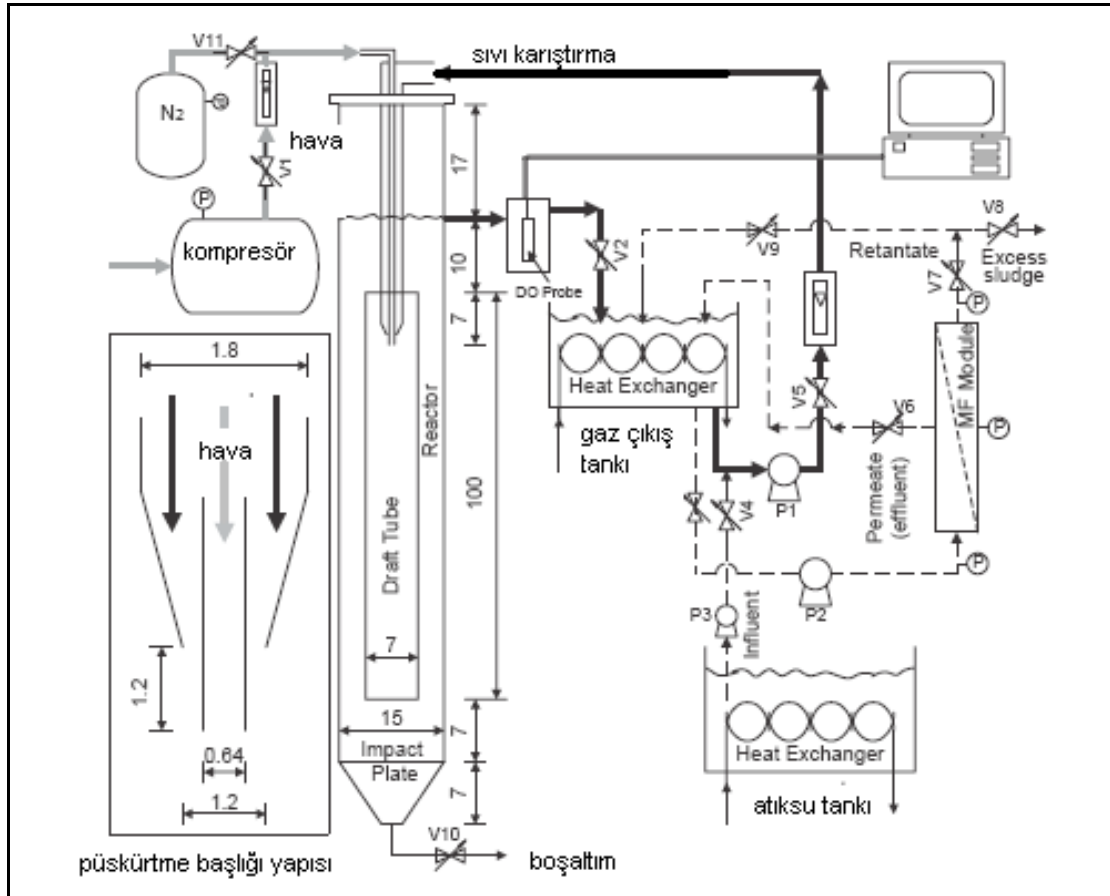 V11
N2
P
hava
V1
P
kompresör
sıvı karıştırma
17
10
7
100
Reactor
Draft Tube
7
15
Impact
Plate
7
7
V10
boşaltım
DO Probe
V2
V9
Retantate
V8
Excess
sludge
V7
P
Heat Exchanger
gaz çıkış
tankı
V5
V6
MF Module
P
Permeate
(effluent)
P1
V4
P
P2
P3
Influent
Heat Exchanger
atıksu tankı
1.8
hava
1.2
0.64
1.2
püskürtme başlığı yapısı